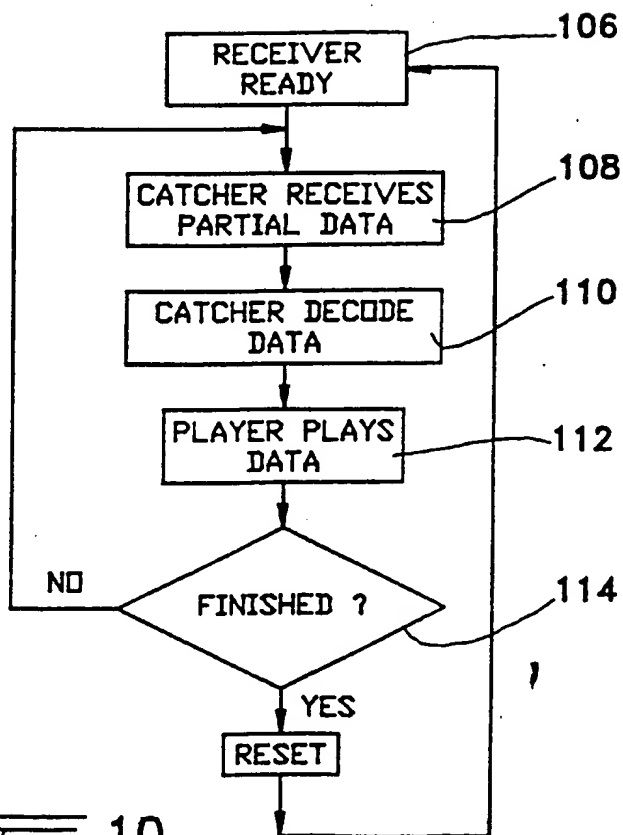 106
RECEIVER
READY
108
CATCHER RECEIVES
PARTIAL DATA
110
CATCHER DECODE
DATA
PLAYER PLAYS
DATA
112
NO
FINISHED ?
114
YES
RESET
10